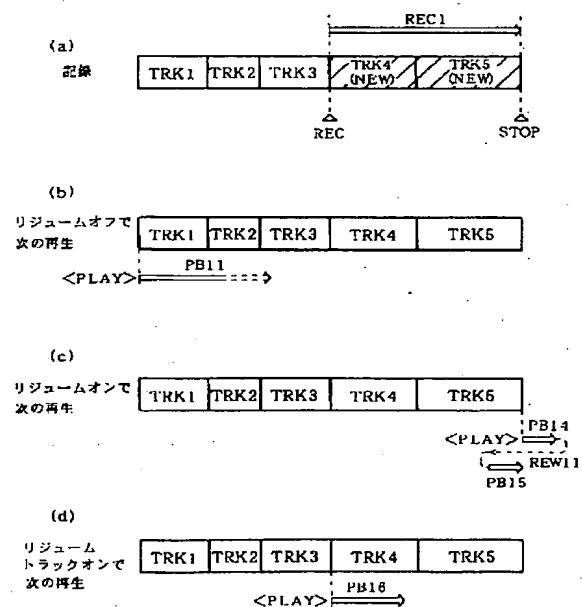 REC1
(a)
記録
TRK1 TRK2 TRK3 TRK4 (NEW) TRK5 (NEW)
REC STOP
(b)
リジュームオフで
次の再生
TRK1 TRK2 TRK3 TRK4 TRK5
PB11
<PLAY>
(c)
リジュームオンで
次の再生
TRK1 TRK2 TRK3 TRK4 TRK5
PB14
<PLAY>
REW11
PB15
(d)
リジューム
トラックオンで
次の再生
TRK1 TRK2 TRK3 TRK4 TRK5
PB16
<PLAY>